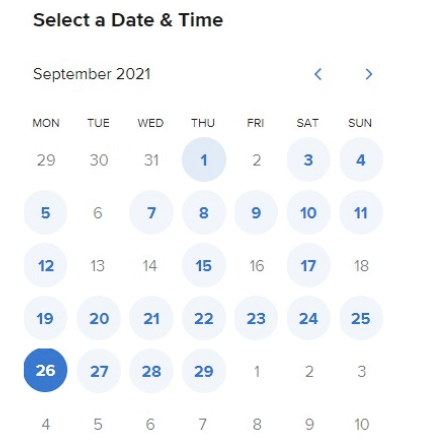 Select a Date & Time
September 2021
MON TUE WED THU FRI SAT SUN
29 30 31 1 2 3 4
5 6 7 8 9 10 11
12 13 14 15 16 17 18
19 20 21 22 23 24 25
26 27 28 29 1 2 3
4 5 6 7 8 9 10